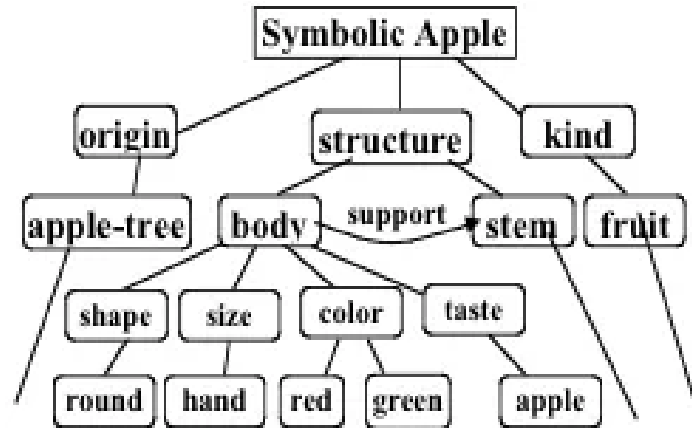 Symbolic Apple
origin
structure
kind
apple-tree
body
support
stem
fruit
shape
size
color
taste
round
hand
red
green
apple